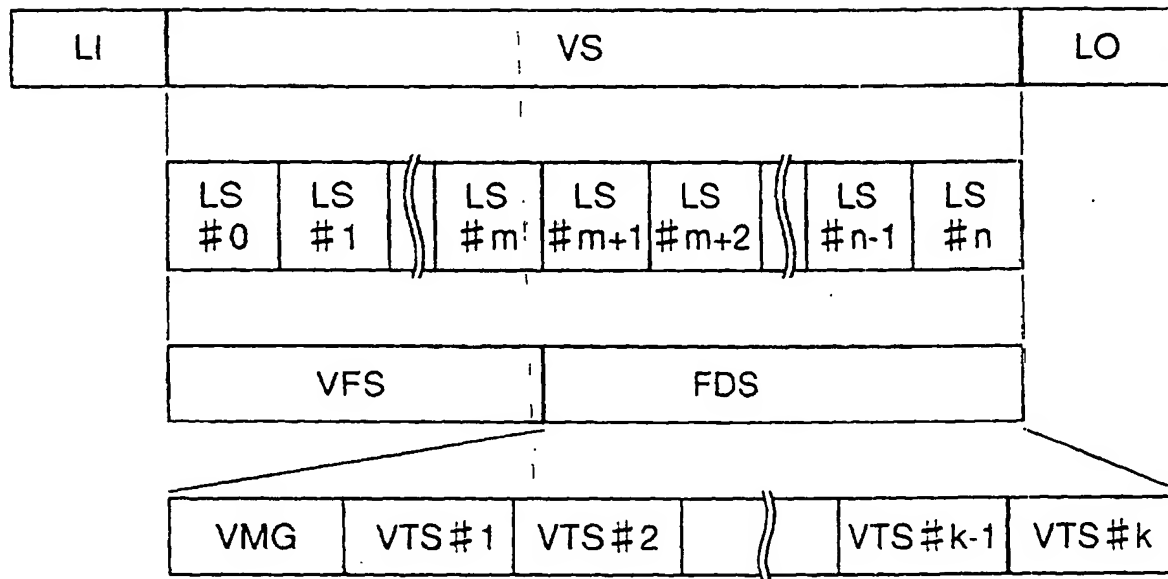 LI VS LO
LS #0 LS #1 LS #m LS #m+1 LS #m+2 LS #n-1 LS #n
VFS FDS
VMG VTS#1 VTS#2 VTS#k-1 VTS#k